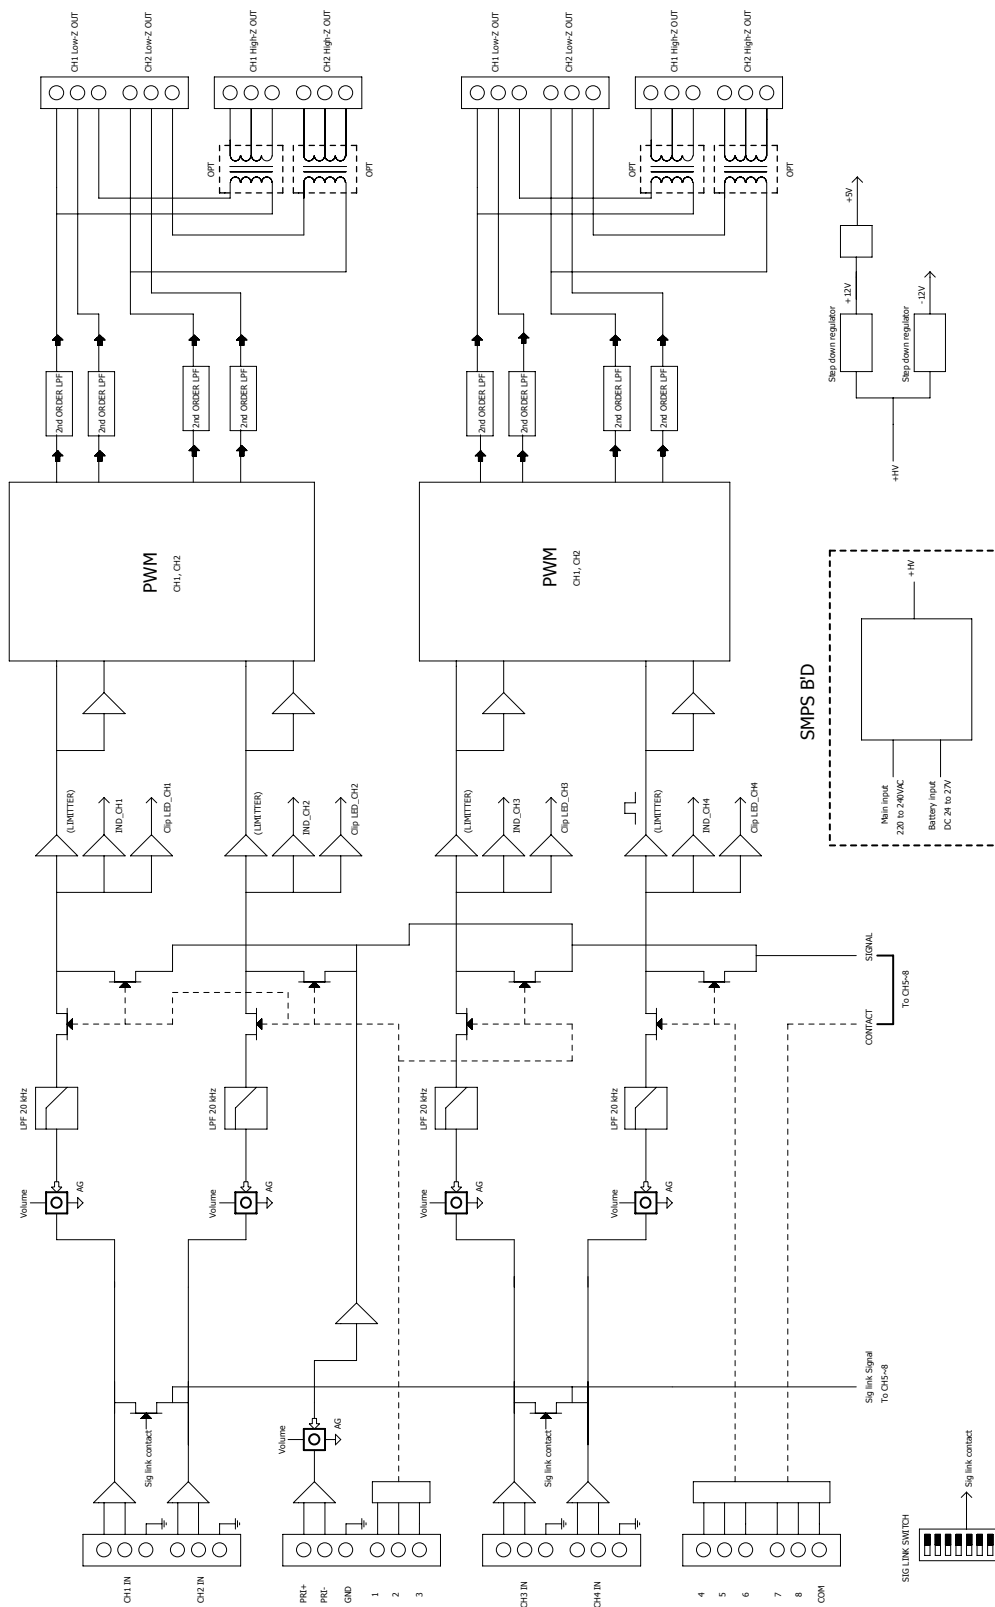 CH1 Low-Z OUT
CH2 Low-Z OUT
CH1 High-Z OUT
CH2 High-Z OUT
CH1 Low-Z OUT
CH2 Low-Z OUT
CH1 High-Z OUT
CH2 High-Z OUT
OPT
OPT
OPT
OPT
+5V
+12V
-12V
Step down regulator
Step down regulator
+HV
2nd ORDER LPF
2nd ORDER LPF
2nd ORDER LPF
2nd ORDER LPF
2nd ORDER LPF
2nd ORDER LPF
2nd ORDER LPF
2nd ORDER LPF
PWM
CH1, CH2
PWM
CH1, CH2
SMPS B'D
+HV
Main input
220 to 240VAC
Battery input
DC 24 to 27V
(LIMITTER)
IND_CH1
Clip LED_CH1
(LIMITTER)
IND_CH2
Clip LED_CH2
(LIMITTER)
IND_CH3
Clip LED_CH3
(LIMITTER)
IND_CH4
Clip LED_CH4
SIGNAL
CONTACT
To CH5~8
LPF 20 kHz
LPF 20 kHz
LPF 20 kHz
LPF 20 kHz
Volume
AG
Volume
AG
Volume
AG
Volume
AG
Sig link Signal
To CH5~8
Volume
AG
Sig link contact
Sig link contact
Sig link contact
SIG LINK SWITCH
CH1 IN
CH2 IN
PRI+
PRI-
GND
1
2
3
CH3 IN
CH4 IN
4
5
6
7
8
COM